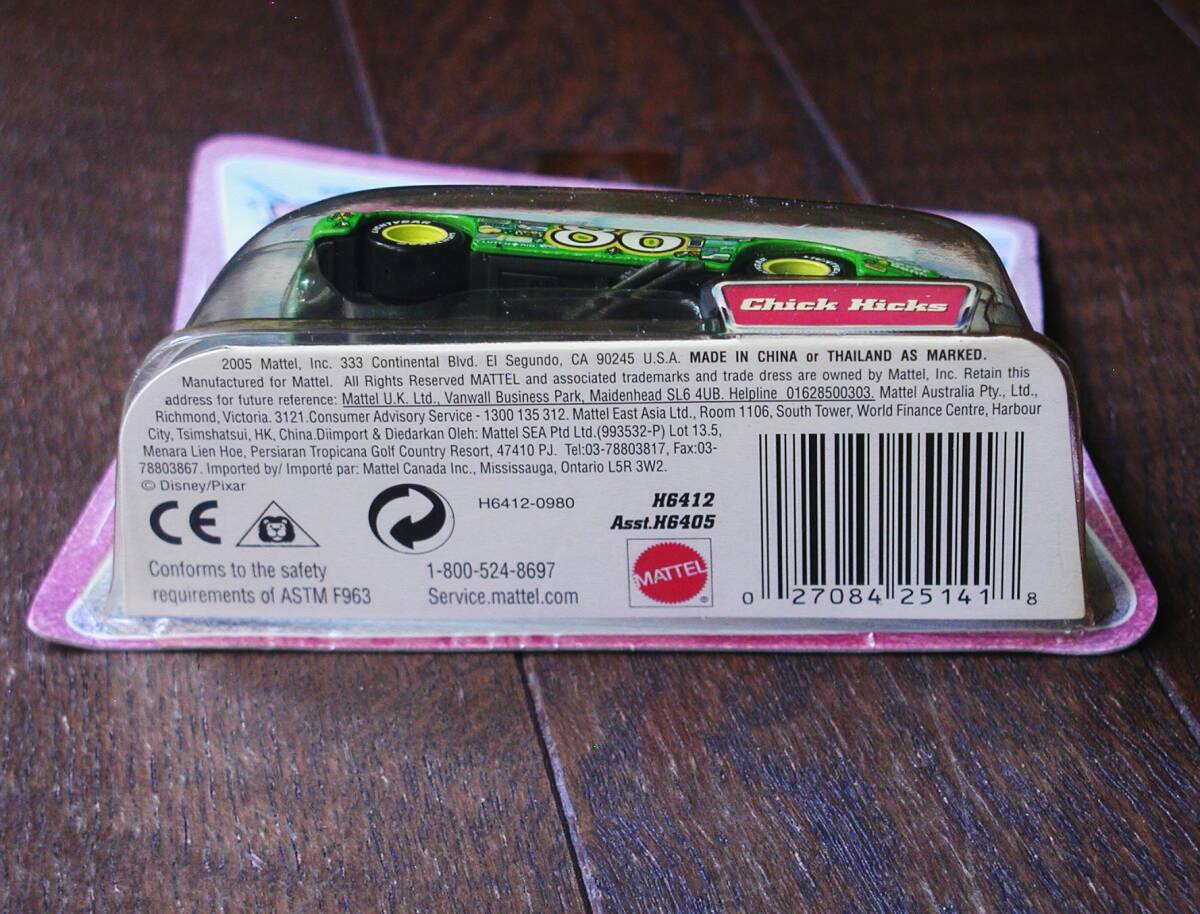 GOODYEAR
86
Chick Hicks
2005 Mattel, Inc. 333 Continental Blvd. El Segundo, CA 90245 U.S.A. MADE IN CHINA or THAILAND AS MARKED.
Manufactured for Mattel. All Rights Reserved MATTEL and associated trademarks and trade dress are owned by Mattel, Inc. Retain this
address for future reference: Mattel U.K. Ltd., Vanwall Business Park, Maidenhead SL6 4UB. Helpline 01628500303. Mattel Australia Pty., Ltd.,
Richmond, Victoria. 3121.Consumer Advisory Service - 1300 135 312. Mattel East Asia Ltd., Room 1106, South Tower, World Finance Centre, Harbour
City, Tsimshatsui, HK, China.Diimport & Diedarkan Oleh: Mattel SEA Ptd Ltd.(993532-P) Lot 13.5,
Menara Lien Hoe, Persiaran Tropicana Golf Country Resort, 47410 PJ. Tel:03-78803817, Fax:03-
78803867. Imported by/ Importé par: Mattel Canada Inc., Mississauga, Ontario L5R 3W2.
© Disney/Pixar
CE
H6412-0980
H6412
Asst.H6405
Conforms to the safety
requirements of ASTM F963
1-800-524-8697
Service.mattel.com
MATTEL ®
0 27084 25141 8